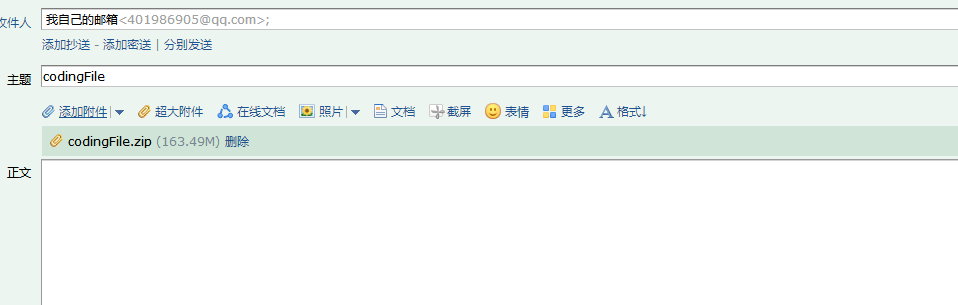 收件人 我自己的邮箱<401986905@qq.com>;
添加抄送 - 添加密送 | 分别发送
主题 codingFile
添加附件 | 超大附件 在线文档 照片 | 文档 截屏 表情 更多 格式↓
codingFile.zip (163.49M) 删除
正文